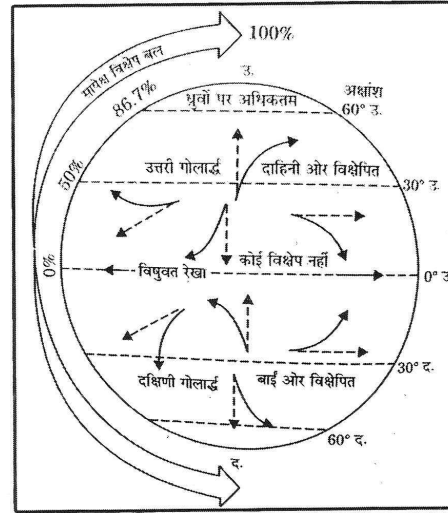 100%
सापेक्ष विक्षेप बल
86.7%
50%
0%
उ.
अक्षांश
ध्रुवों पर अधिकतम
60° उ.
उत्तरी गोलार्द्ध
दाहिनी ओर विक्षेपित
30° उ.
विषुवत रेखा
कोई विक्षेप नहीं
0° उ
30° द.
दक्षिणी गोलार्द्ध
बाईं ओर विक्षेपित
60° द.
द.